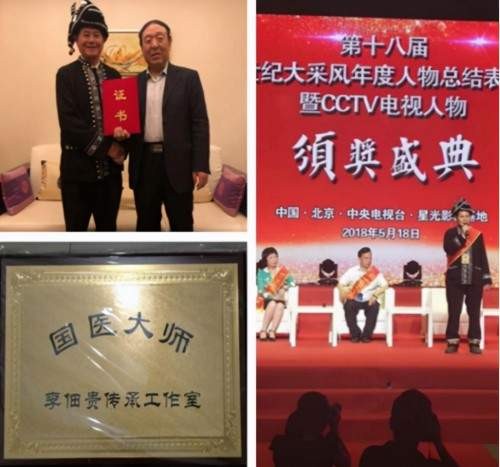 证书
第十八届
世纪大采风年度人物总结表
暨CCTV电视人物
頒奖盛典
中国·北京·中央电视台·星光影视基地
2018年5月18日
国医大师
李佃贵传承工作室